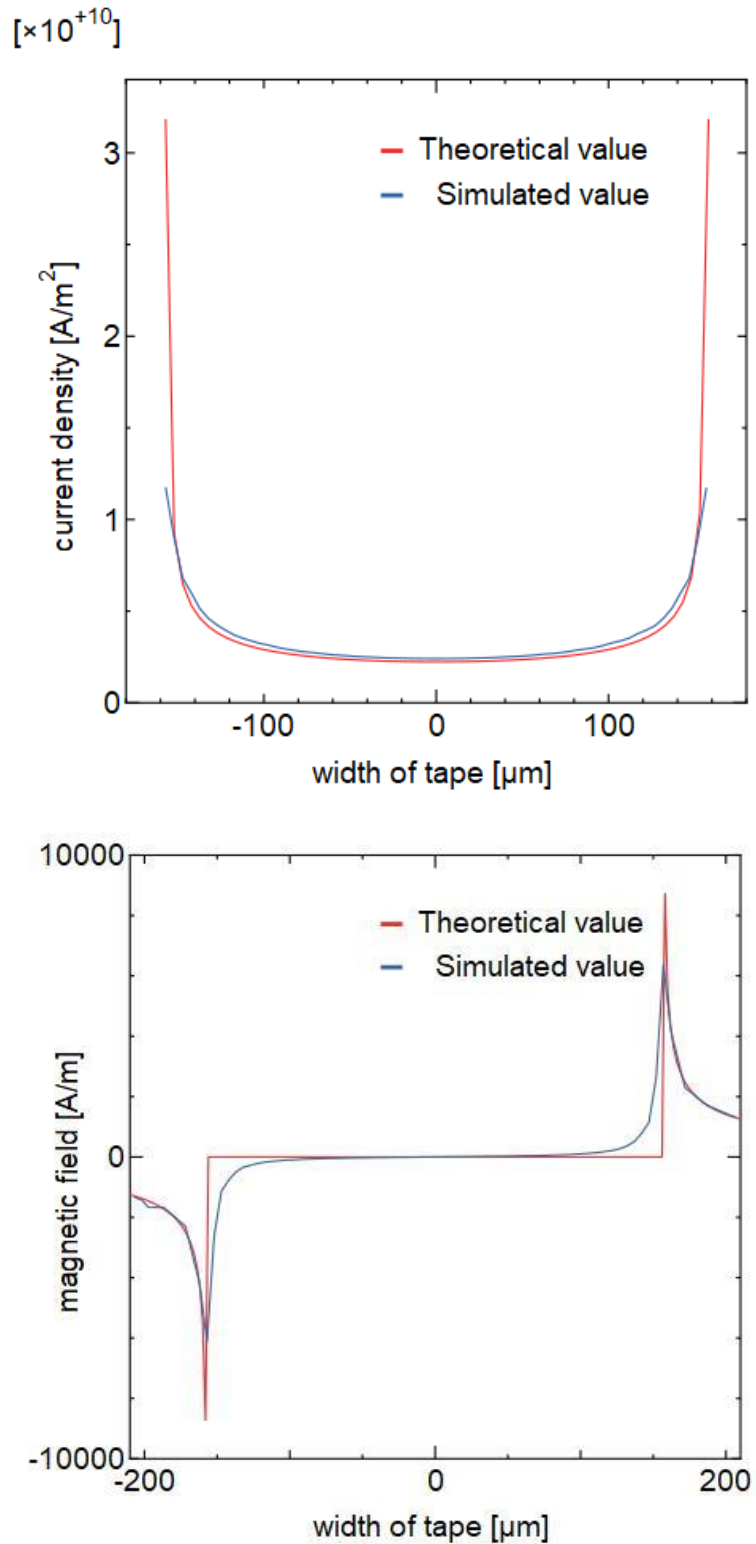 [×10⁺¹⁰]
3
Theoretical value
Simulated value
2
1
0
current density [A/m²]
-100 0 100
width of tape [μm]
10000
Theoretical value
Simulated value
0
magnetic field [A/m]
-10000
-200 0 200
width of tape [μm]